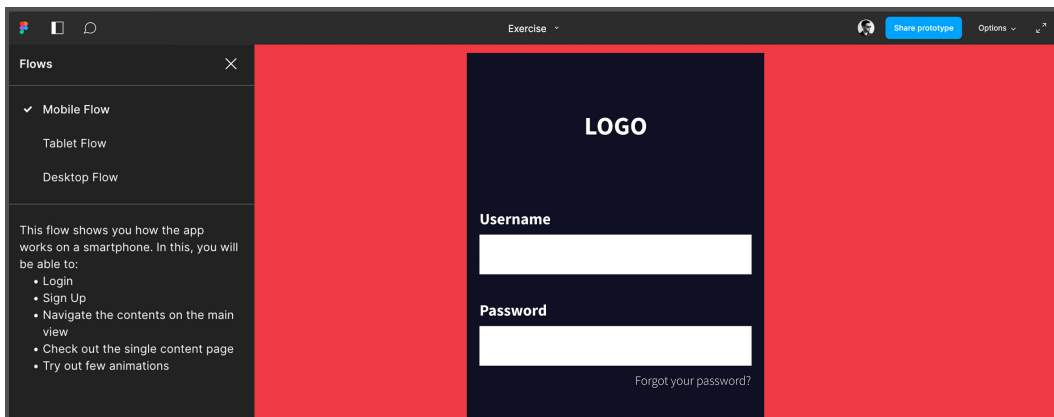 Exercise
Share prototype
Options
Flows
Mobile Flow
Tablet Flow
Desktop Flow
This flow shows you how the app
works on a smartphone. In this, you will
be able to:
• Login
• Sign Up
• Navigate the contents on the main
view
• Check out the single content page
• Try out few animations
LOGO
Username
Password
Forgot your password?